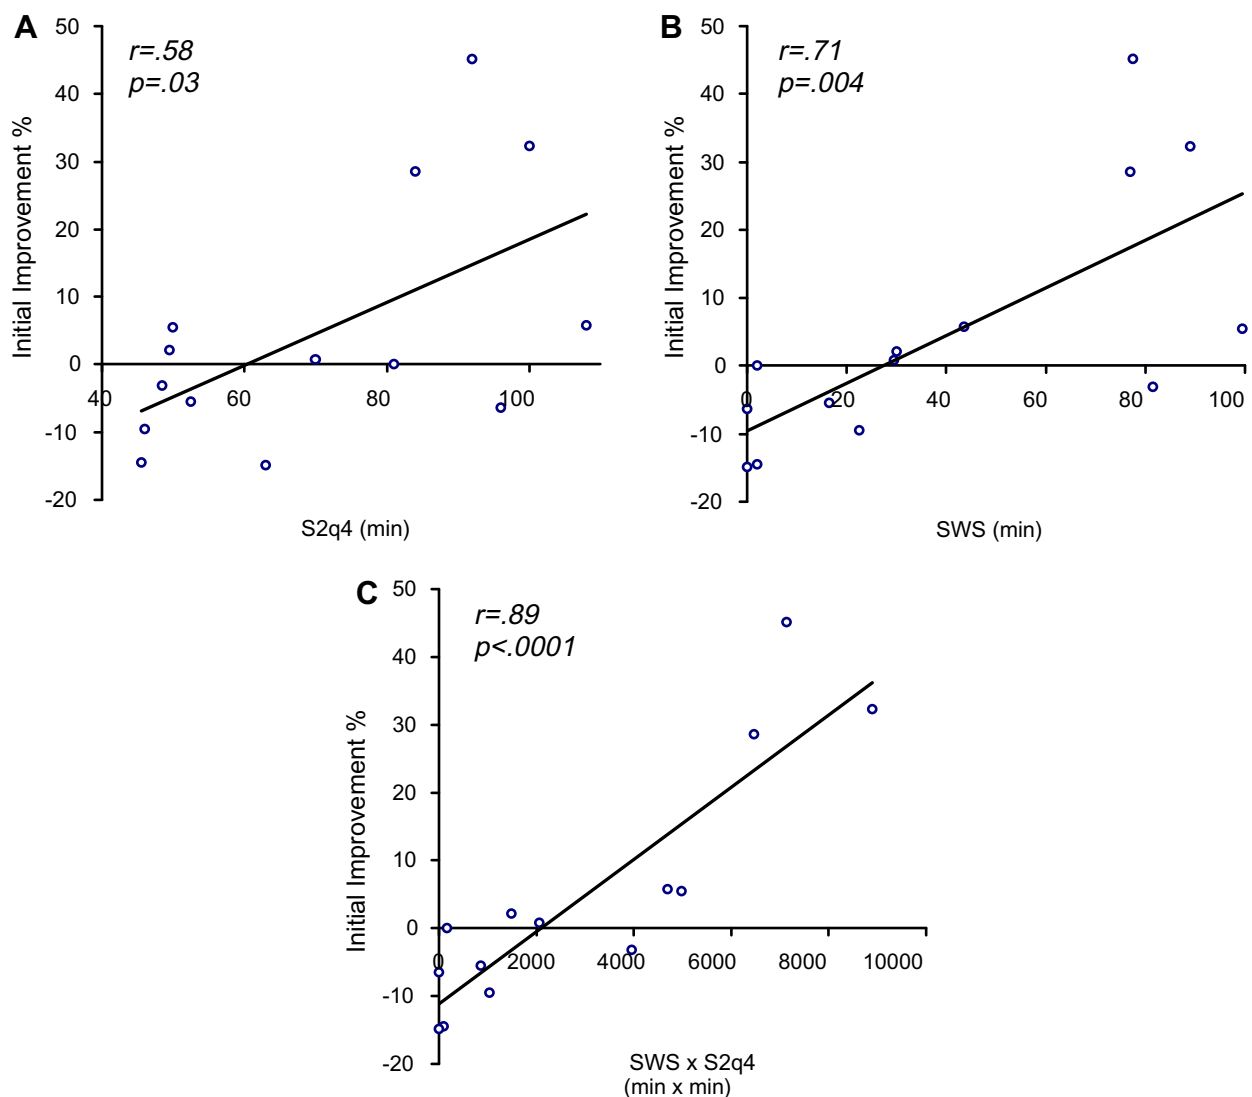 A
r=.58
p=.03
50
40
30
20
10
0
-10
-20
Initial Improvement %
40 60 80 100
S2q4 (min)
B
r=.71
p=.004
50
40
30
20
10
0
-10
-20
Initial Improvement %
0 20 40 60 80 100
SWS (min)
C
r=.89
p<.0001
50
40
30
20
10
0
-10
-20
Initial Improvement %
0 2000 4000 6000 8000 10000
SWS x S2q4
(min x min)